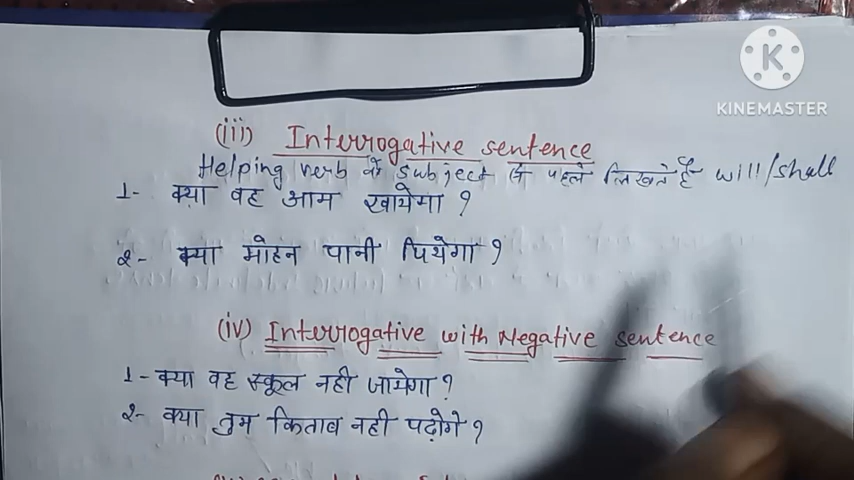 K
KINEMASTER
(iii) Interrogative sentence
Helping verb को subject से पहले लिखते हैं will/shall
1- क्या वह आम खायेगा ?
2- क्या मोहन पानी पियेगा ?
(iv) Interrogative with Negative sentence
1- क्या वह स्कूल नही जायेगा ?
2- क्या तुम किताब नही पढ़ोगे ?